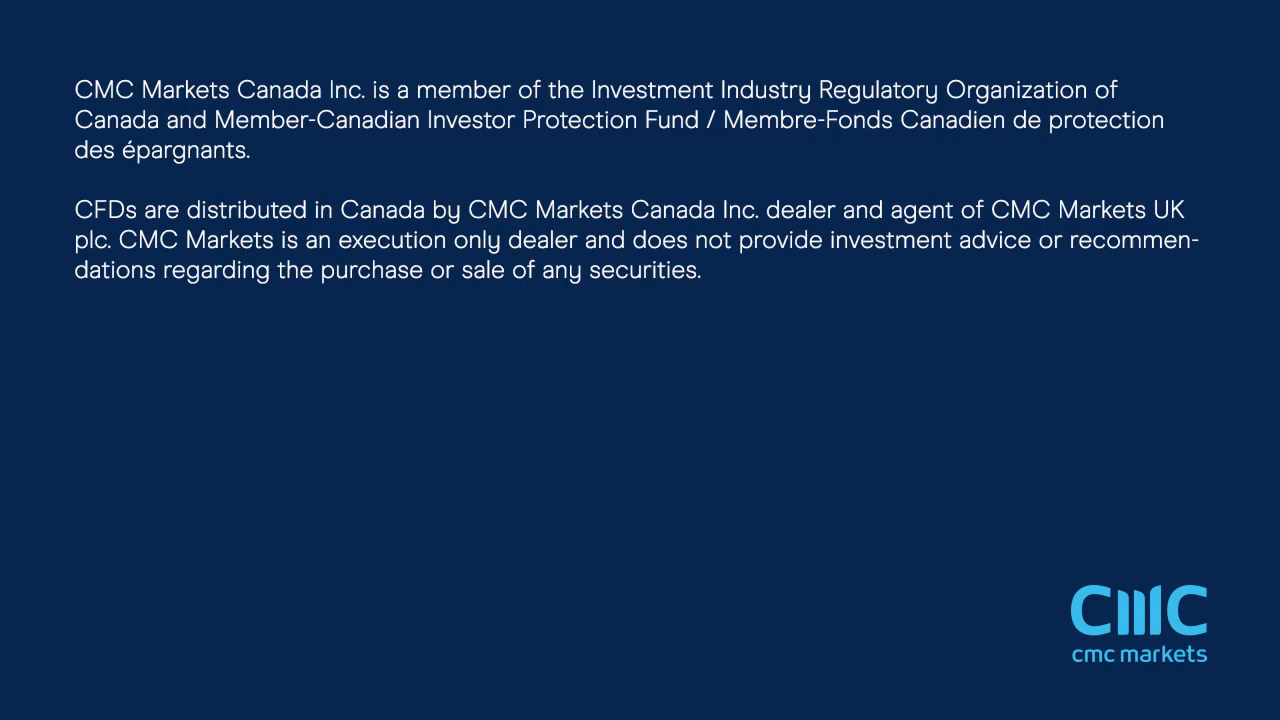 CMC Markets Canada Inc. is a member of the Investment Industry Regulatory Organization of
Canada and Member-Canadian Investor Protection Fund / Membre-Fonds Canadien de protection
des épargnants.
CFDs are distributed in Canada by CMC Markets Canada Inc. dealer and agent of CMC Markets UK
plc. CMC Markets is an execution only dealer and does not provide investment advice or recommen-
dations regarding the purchase or sale of any securities.
CMC
cmc markets